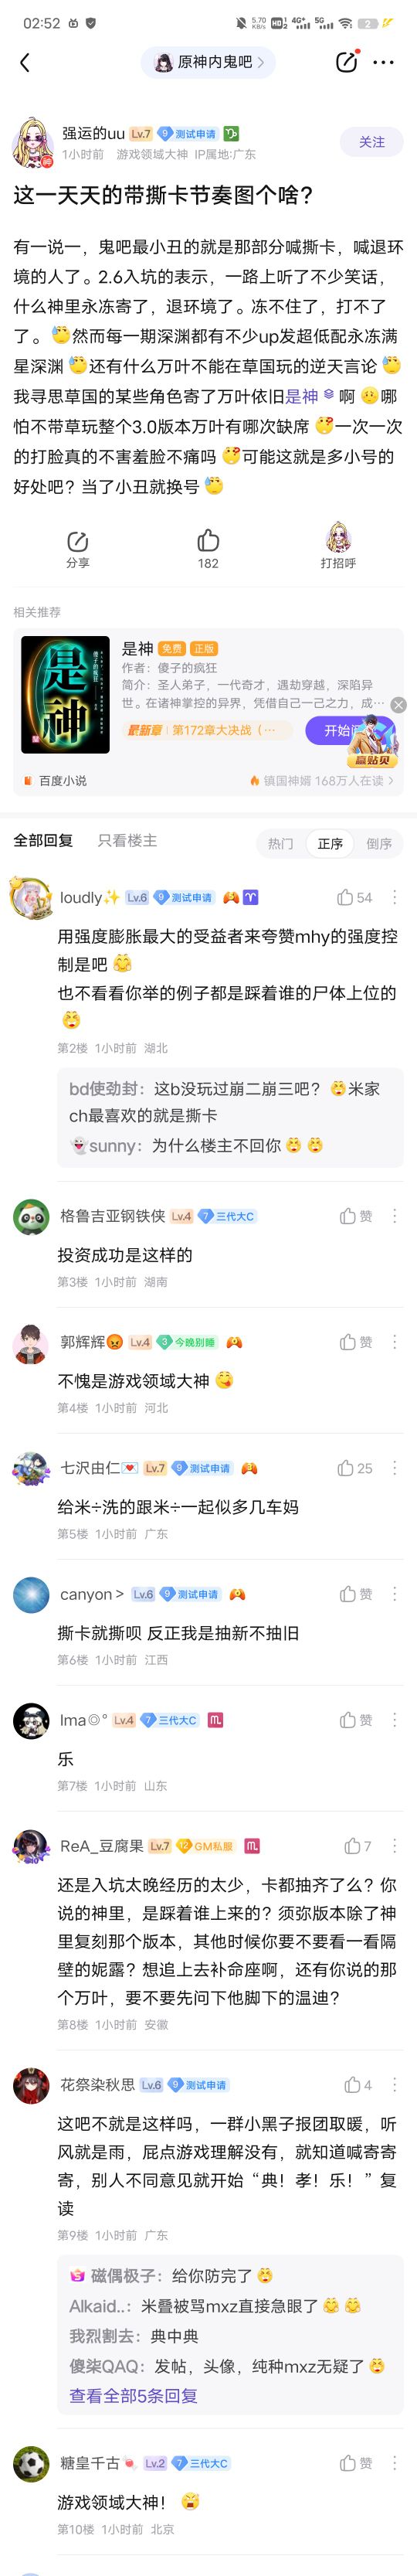 02:52 5.70 KB/s HD 1 2 4G+ 5G 2
原神内鬼吧
强运的uu Lv.7 9 测试申请
1小时前 游戏领域大神 IP属地:广东
关注
这一天天的带撕卡节奏图个啥？
有一说一，鬼吧最小丑的就是那部分喊撕卡，喊退环
境的人了。2.6入坑的表示，一路上听了不少笑话，
什么神里永冻寄了，退环境了。冻不住了，打不了
了。然而每一期深渊都有不少up发超低配永冻满
星深渊 还有什么万叶不能在草国玩的逆天言论
我寻思草国的某些角色寄了万叶依旧是神 啊 哪
怕不带草玩整个3.0版本万叶有哪次缺席 一次一次
的打脸真的不害羞脸不痛吗 可能这就是多小号的
好处吧？当了小丑就换号
分享
182
打招呼
相关推荐
是神
是神 免费 正版
作者：傻子的疯狂
简介：圣人弟子，一代奇才，遇劫穿越，深陷异
世。在诸神掌控的异界，凭借自己一己之力，成…
最新章 | 第172章大决战（…
开始
赢贴贝
百度小说
镇国神婿 168万人在读
全部回复 只看楼主
热门 正序 倒序
loudly Lv.6 9 测试申请
54
用强度膨胀最大的受益者来夸赞mhy的强度控
制是吧
也不看看你举的例子都是踩着谁的尸体上位的
第2楼 1小时前 湖北
bd使劲封：这b没玩过崩二崩三吧？米家
ch最喜欢的就是撕卡
sunny：为什么楼主不回你
格鲁吉亚钢铁侠 Lv.4 7 三代大C
赞
投资成功是这样的
第3楼 1小时前 湖南
郭辉辉 Lv.4 3 今晚别睡
赞
不愧是游戏领域大神
第4楼 1小时前 河北
七沢由仁 Lv.7 9 测试申请
25
给米÷洗的跟米÷一起似多几车妈
第5楼 1小时前 广东
canyon > Lv.6 9 测试申请
赞
撕卡就撕呗 反正我是抽新不抽旧
第6楼 1小时前 江西
lma◎° Lv.4 7 三代大C
赞
乐
第7楼 1小时前 山东
ReA_豆腐果 Lv.7 12 GM私服
7
还是入坑太晚经历的太少，卡都抽齐了么？你
说的神里，是踩着谁上来的？须弥版本除了神
里复刻那个版本，其他时候你要不要看一看隔
壁的妮露？想追上去补命座啊，还有你说的那
个万叶，要不要先问下他脚下的温迪？
第8楼 1小时前 安徽
花祭染秋思 Lv.6 9 测试申请
4
这吧不就是这样吗，一群小黑子报团取暖，听
风就是雨，屁点游戏理解没有，就知道喊寄寄
寄，别人不同意见就开始“典！孝！乐！”复
读
第9楼 1小时前 广东
磁偶极子：给你防完了
Alkaid..：米叠被骂mxz直接急眼了
我烈割去：典中典
傻柒QAQ：发帖，头像，纯种mxz无疑了
查看全部5条回复
糖皇千古 Lv.2 7 三代大C
赞
游戏领域大神！
第10楼 1小时前 北京